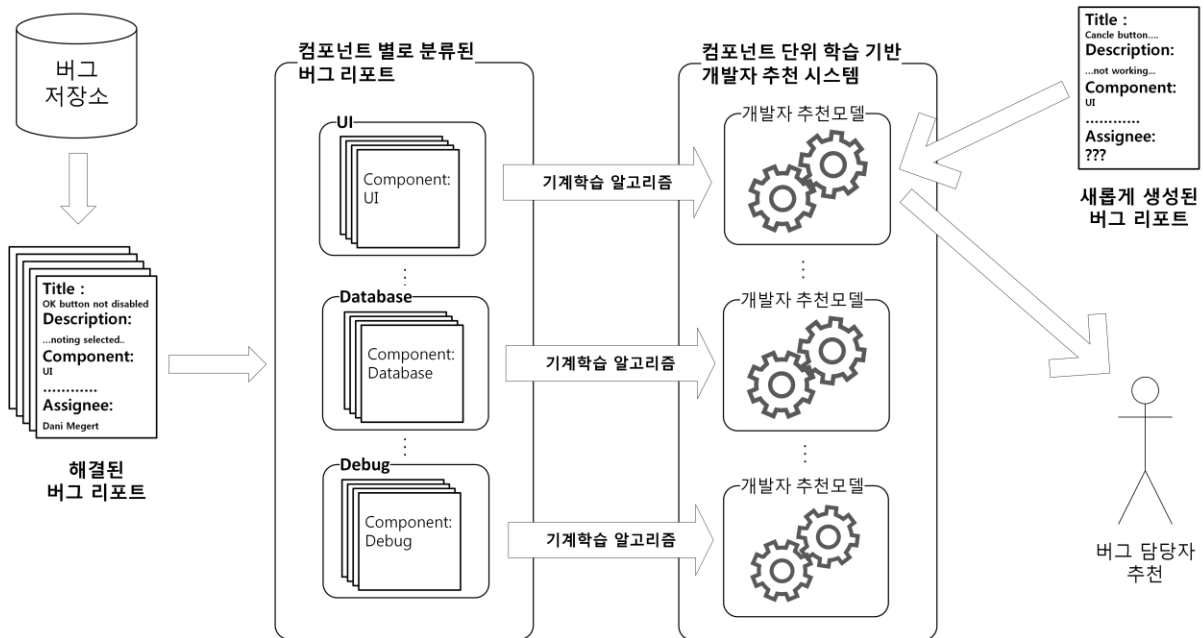 버그
저장소
Title :
OK button not disabled
Description:
...noting selected..
Component:
UI
............
Assignee:
Dani Megert
해결된
버그 리포트
컴포넌트 별로 분류된
버그 리포트
UI
Component:
UI
Database
Component:
Database
Debug
Component:
Debug
기계학습 알고리즘
기계학습 알고리즘
기계학습 알고리즘
컴포넌트 단위 학습 기반
개발자 추천 시스템
개발자 추천모델
개발자 추천모델
개발자 추천모델
Title :
Cancle button....
Description:
...not working...
Component:
UI
............
Assignee:
???
새롭게 생성된
버그 리포트
버그 담당자
추천